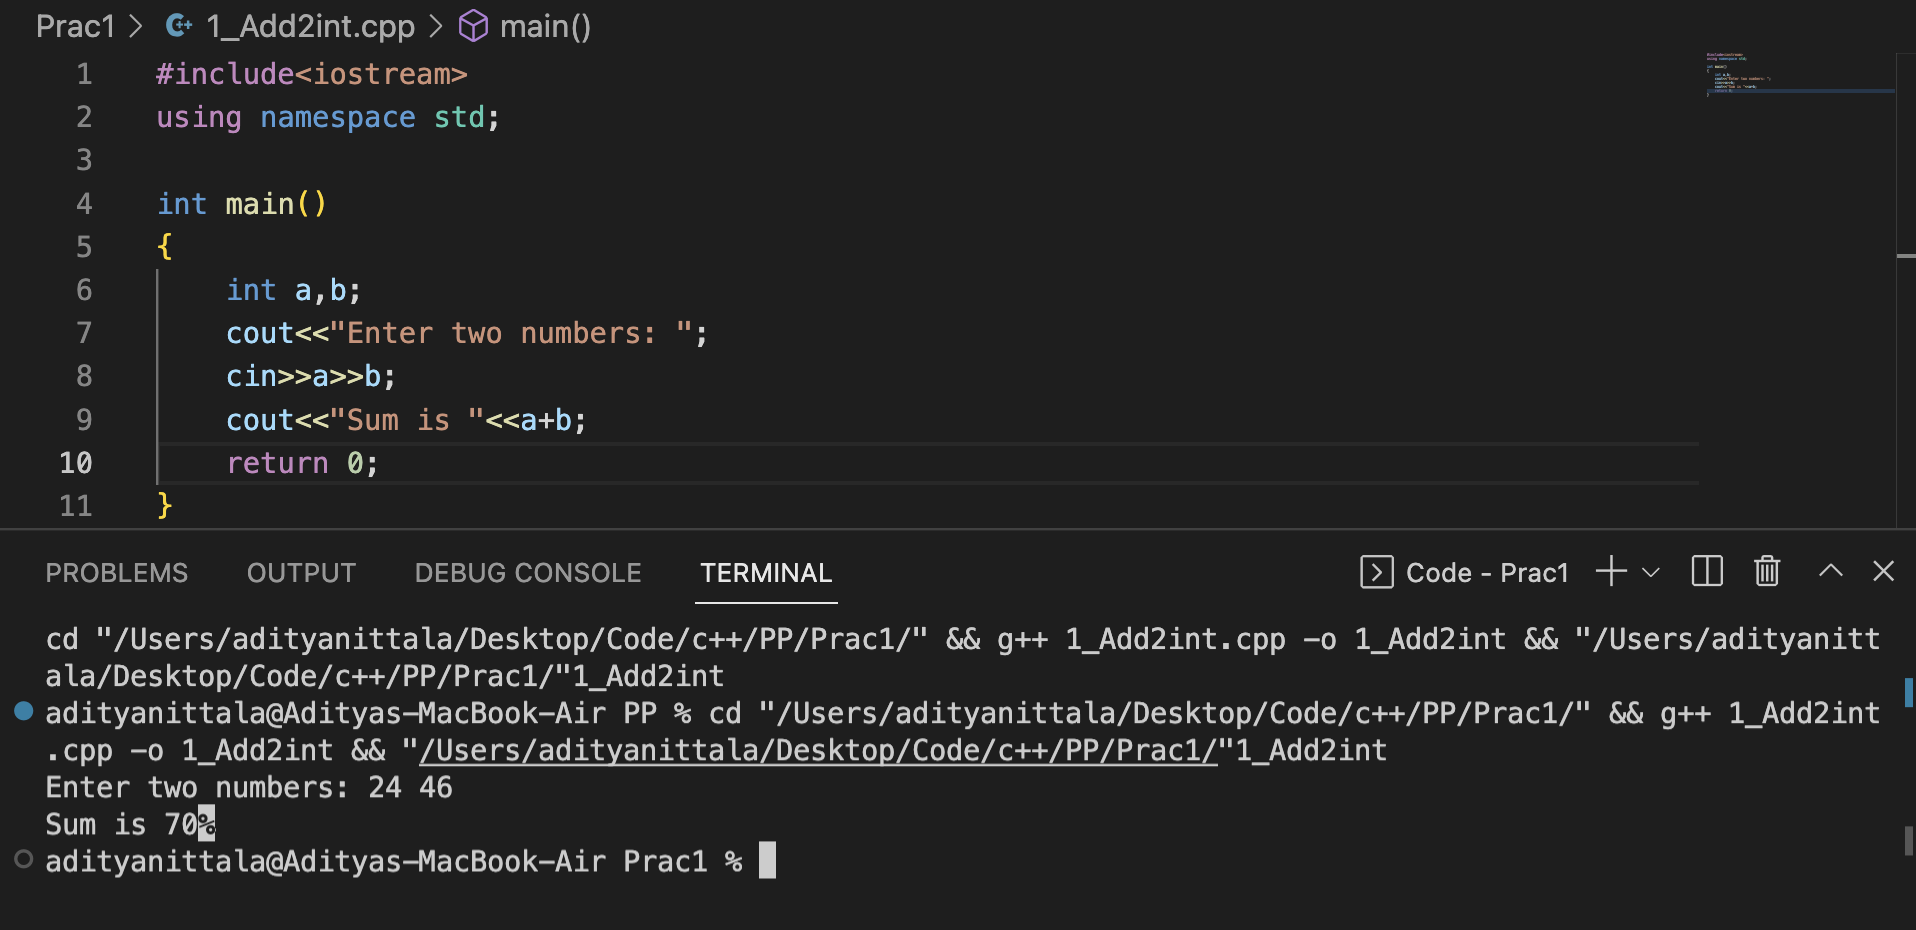 Prac1 > 1_Add2int.cpp > main()
1 #include<iostream>
2 using namespace std;
3
4 int main()
5 {
6     int a,b;
7     cout<<"Enter two numbers: ";
8     cin>>a>>b;
9     cout<<"Sum is "<<a+b;
10     return 0;
11 }
PROBLEMS OUTPUT DEBUG CONSOLE TERMINAL Code - Prac1
cd "/Users/adityanittala/Desktop/Code/c++/PP/Prac1/" && g++ 1_Add2int.cpp -o 1_Add2int && "/Users/adityanitt
ala/Desktop/Code/c++/PP/Prac1/"1_Add2int
adityanittala@Adityas-MacBook-Air PP % cd "/Users/adityanittala/Desktop/Code/c++/PP/Prac1/" && g++ 1_Add2int
.cpp -o 1_Add2int && "/Users/adityanittala/Desktop/Code/c++/PP/Prac1/"1_Add2int
Enter two numbers: 24 46
Sum is 70%
adityanittala@Adityas-MacBook-Air Prac1 %